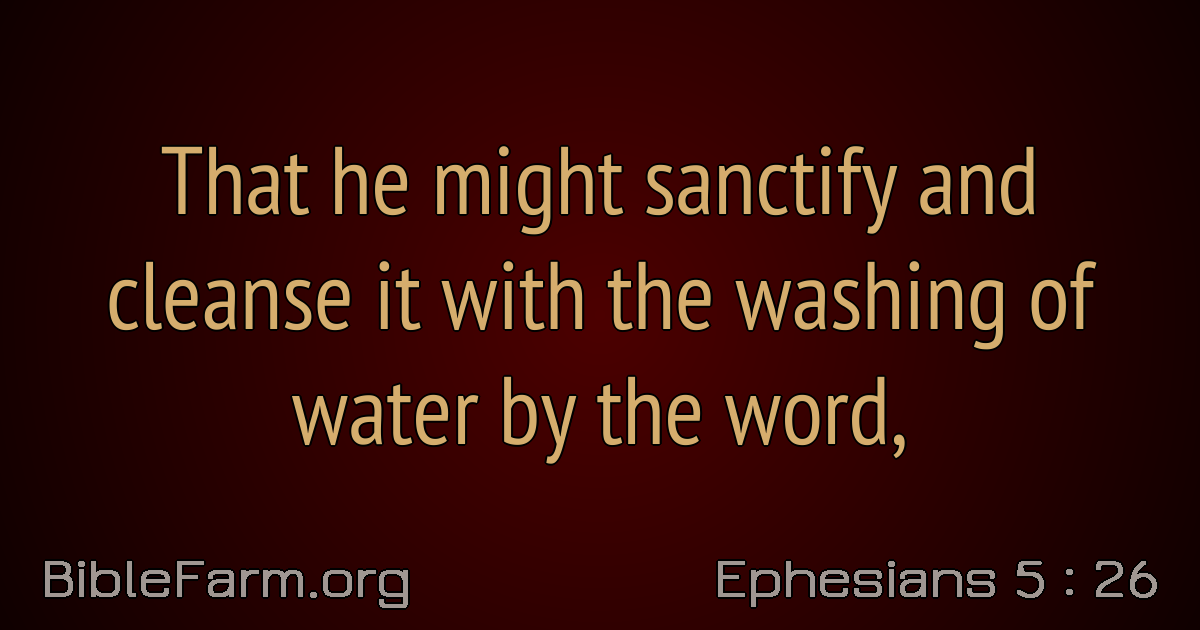 That he might sanctify and
cleanse it with the washing of
water by the word,
BibleFarm.org
Ephesians 5 : 26